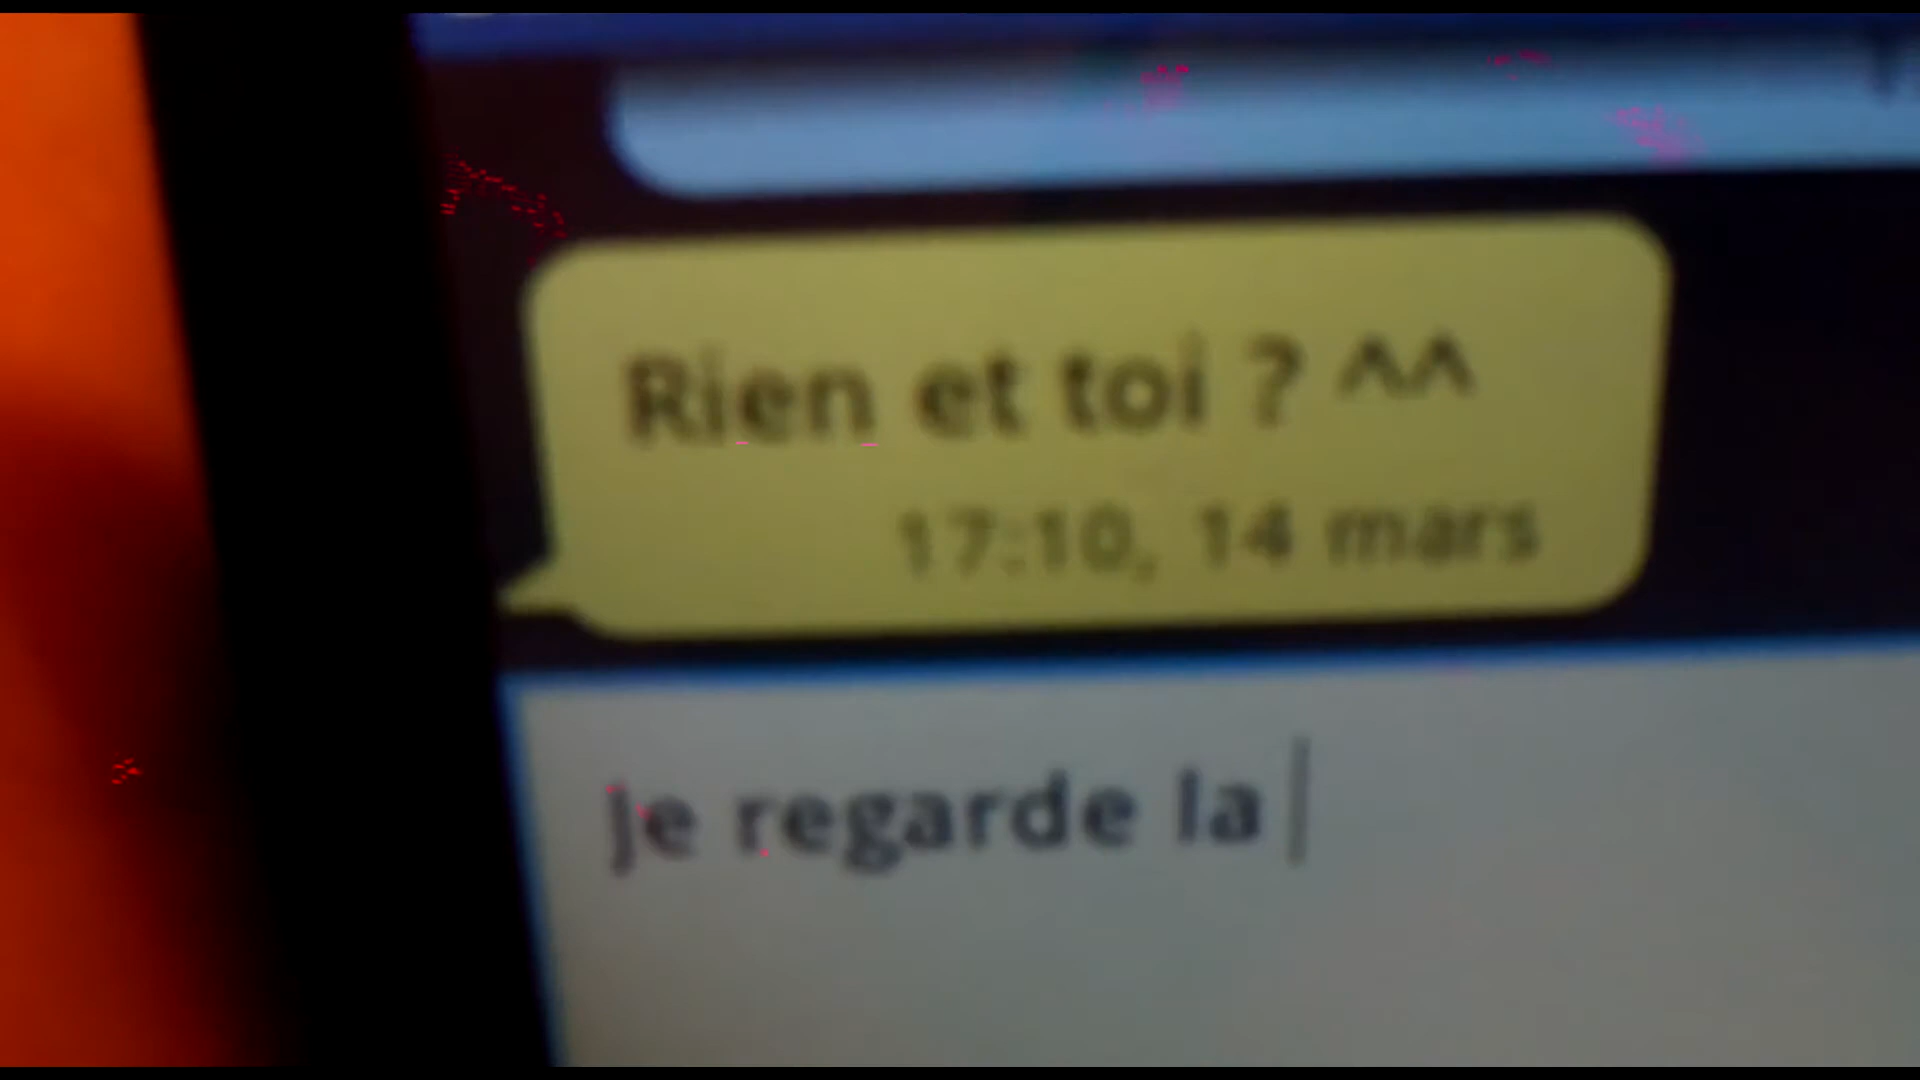 Rien et toi ? ^^
17:10, 14 mars
je regarde la